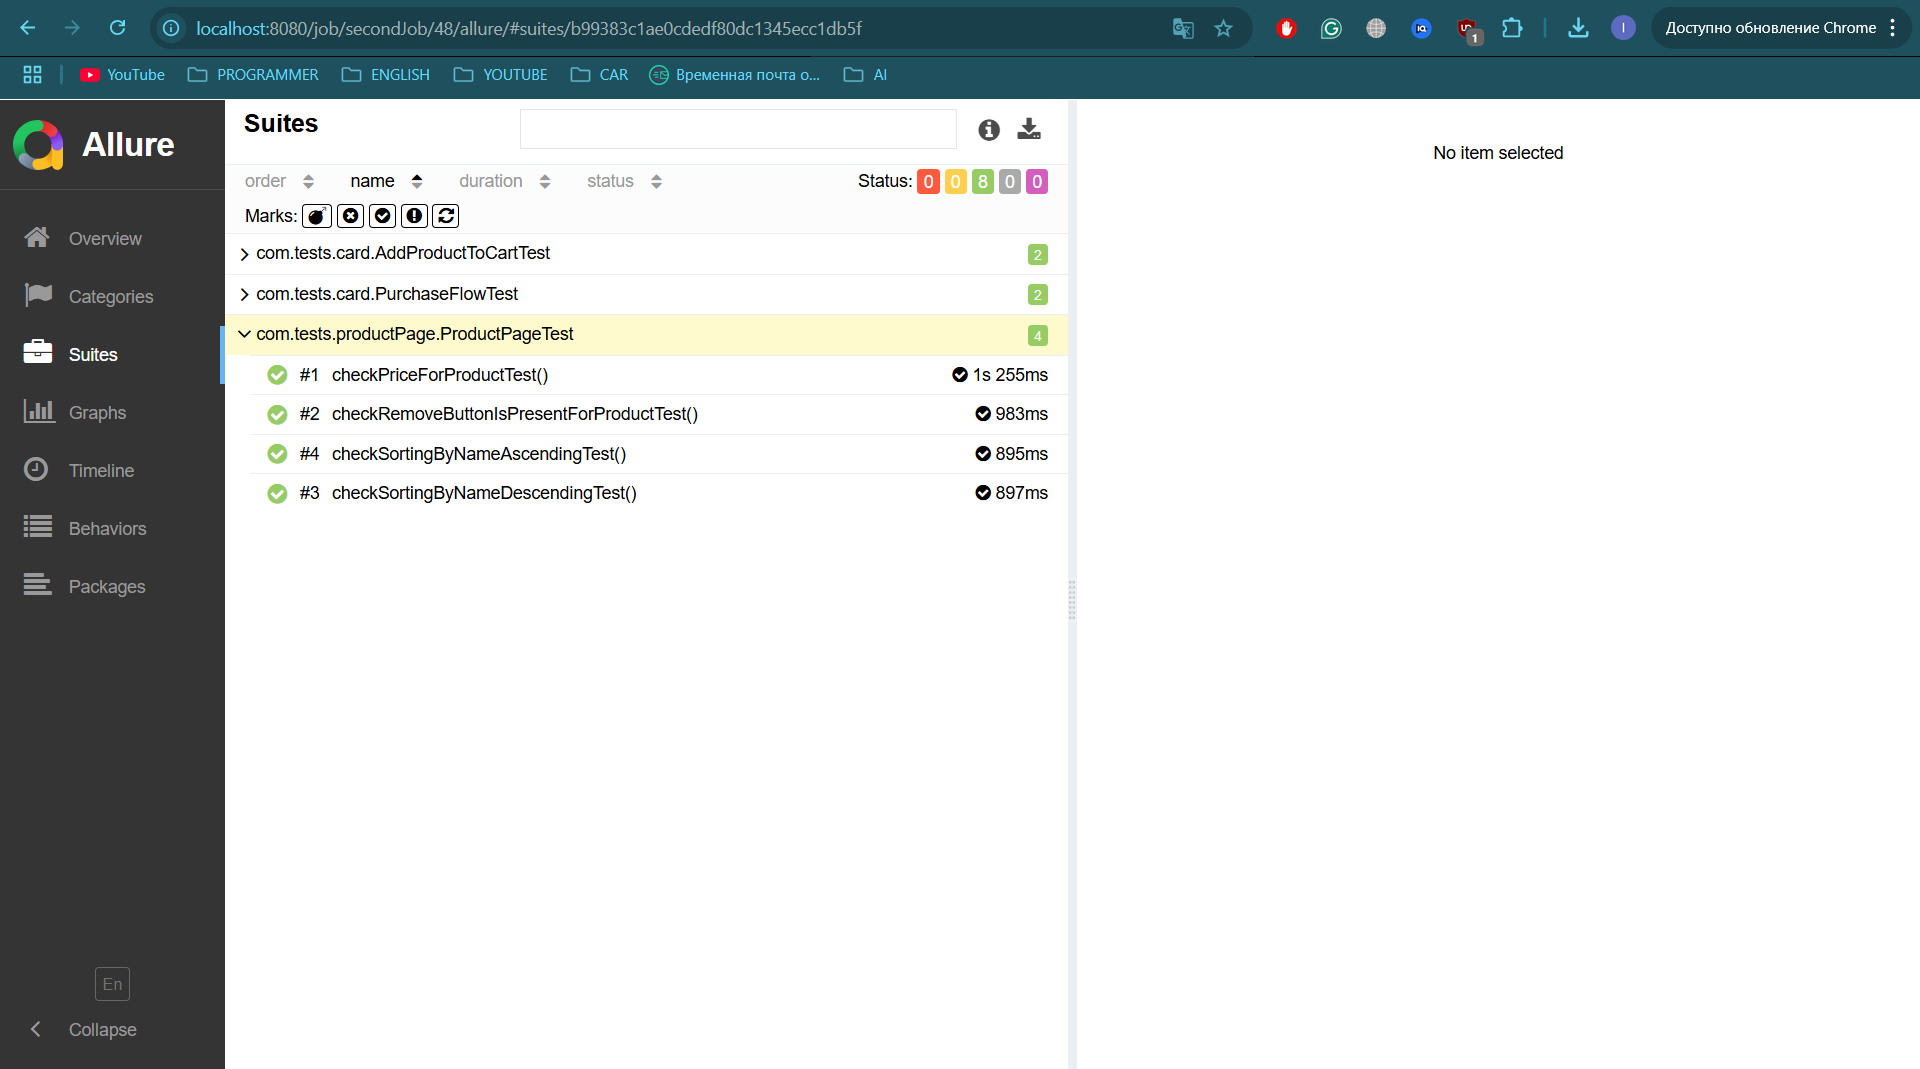 localhost:8080/job/secondJob/48/allure/#suites/b99383c1ae0cdedf80dc1345ecc1db5f
1
I
Доступно обновление Chrome
YouTube
PROGRAMMER
ENGLISH
YOUTUBE
CAR
Временная почта о...
AI
Allure
Overview
Categories
Suites
Graphs
Timeline
Behaviors
Packages
En
Collapse
Suites
order name duration status Status: 0 0 8 0 0
Marks:
com.tests.card.AddProductToCartTest 2
com.tests.card.PurchaseFlowTest 2
com.tests.productPage.ProductPageTest 4
#1 checkPriceForProductTest() 1s 255ms
#2 checkRemoveButtonIsPresentForProductTest() 983ms
#4 checkSortingByNameAscendingTest() 895ms
#3 checkSortingByNameDescendingTest() 897ms
No item selected